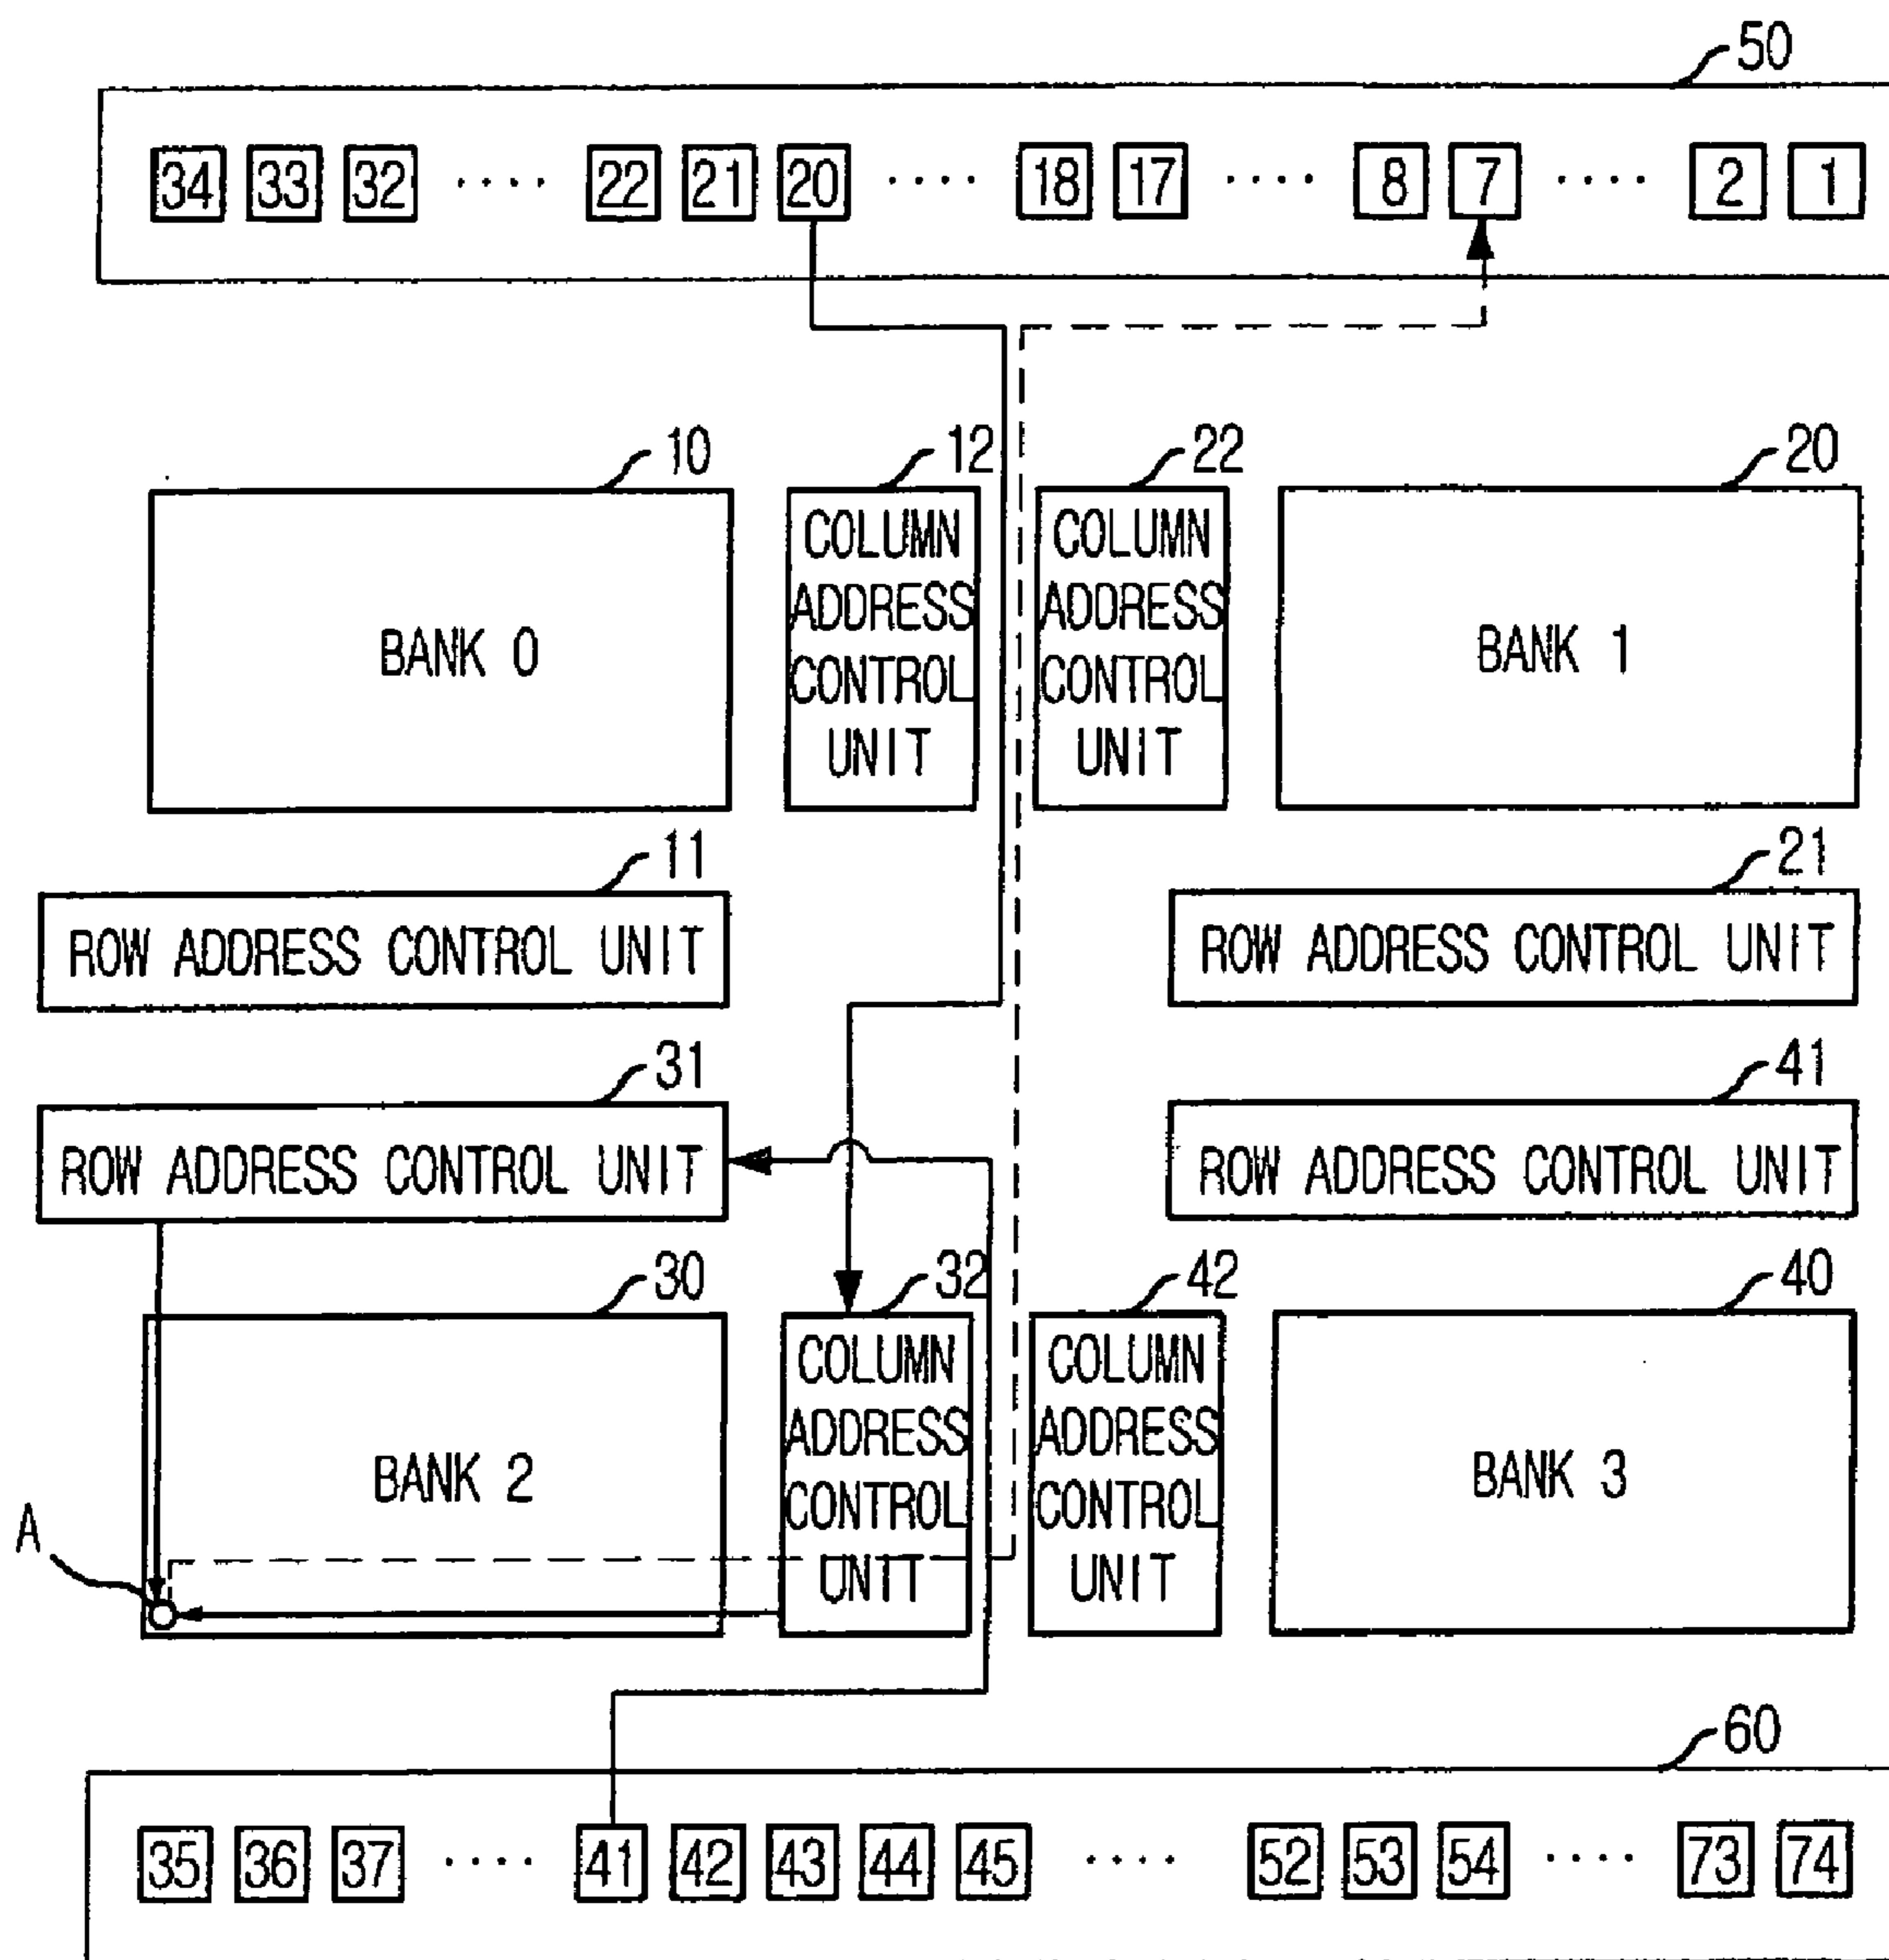 50
34 33 32 ···· 22 21 20 ···· 18 17 ···· 8 7 ···· 2 1
10 12 22 20
BANK 0
COLUMN
ADDRESS
CONTROL
UNIT
COLUMN
ADDRESS
CONTROL
UNIT
BANK 1
11 21
ROW ADDRESS CONTROL UNIT
ROW ADDRESS CONTROL UNIT
31 41
ROW ADDRESS CONTROL UNIT
ROW ADDRESS CONTROL UNIT
30 32 42 40
BANK 2
COLUMN
ADDRESS
CONTROL
UNIT
COLUMN
ADDRESS
CONTROL
UNIT
BANK 3
A
60
35 36 37 ···· 41 42 43 44 45 ···· 52 53 54 ···· 73 74